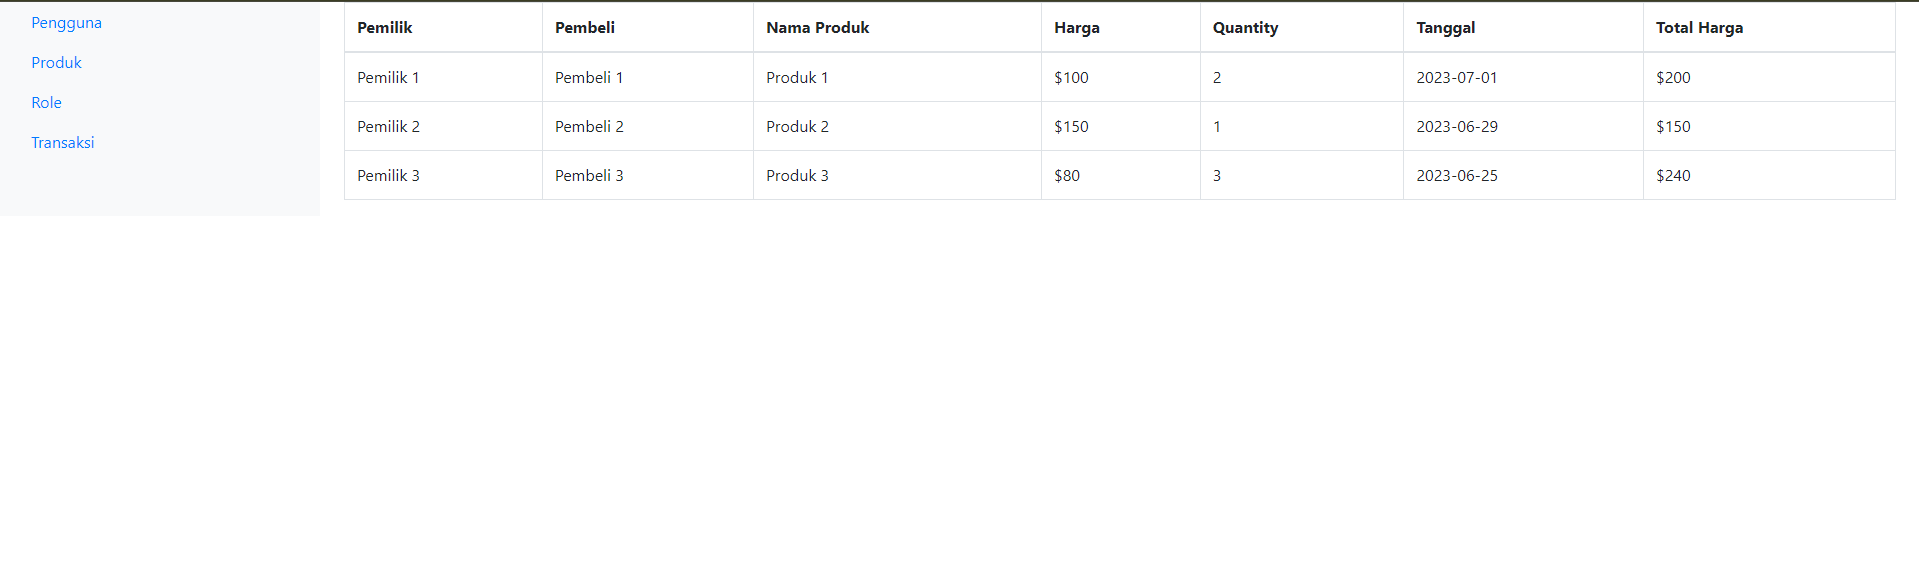 Pengguna
Produk
Role
Transaksi
Pemilik Pembeli Nama Produk Harga Quantity Tanggal Total Harga
Pemilik 1 Pembeli 1 Produk 1 $100 2 2023-07-01 $200
Pemilik 2 Pembeli 2 Produk 2 $150 1 2023-06-29 $150
Pemilik 3 Pembeli 3 Produk 3 $80 3 2023-06-25 $240